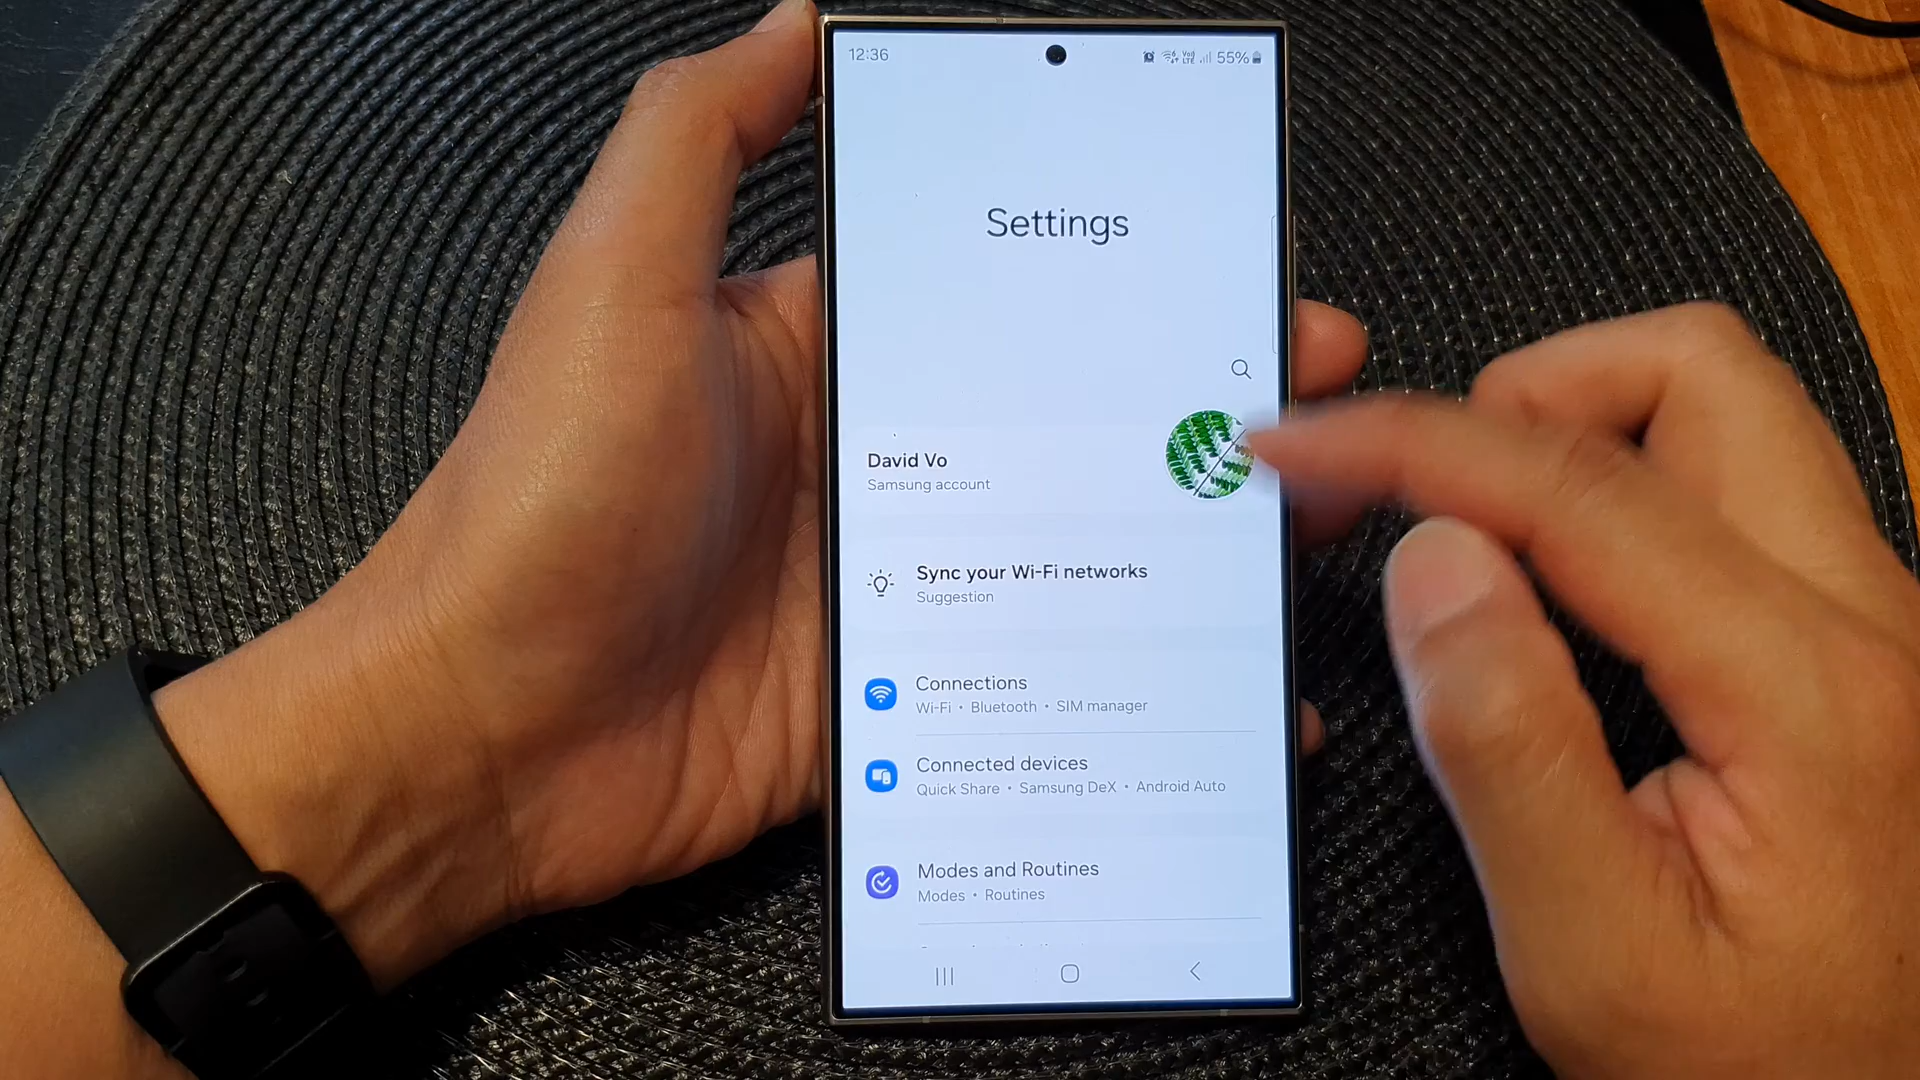 12:36
55%
Settings
David Vo
Samsung account
Sync your Wi-Fi networks
Suggestion
Connections
Wi-Fi • Bluetooth • SIM manager
Connected devices
Quick Share • Samsung DeX • Android Auto
Modes and Routines
Modes • Routines